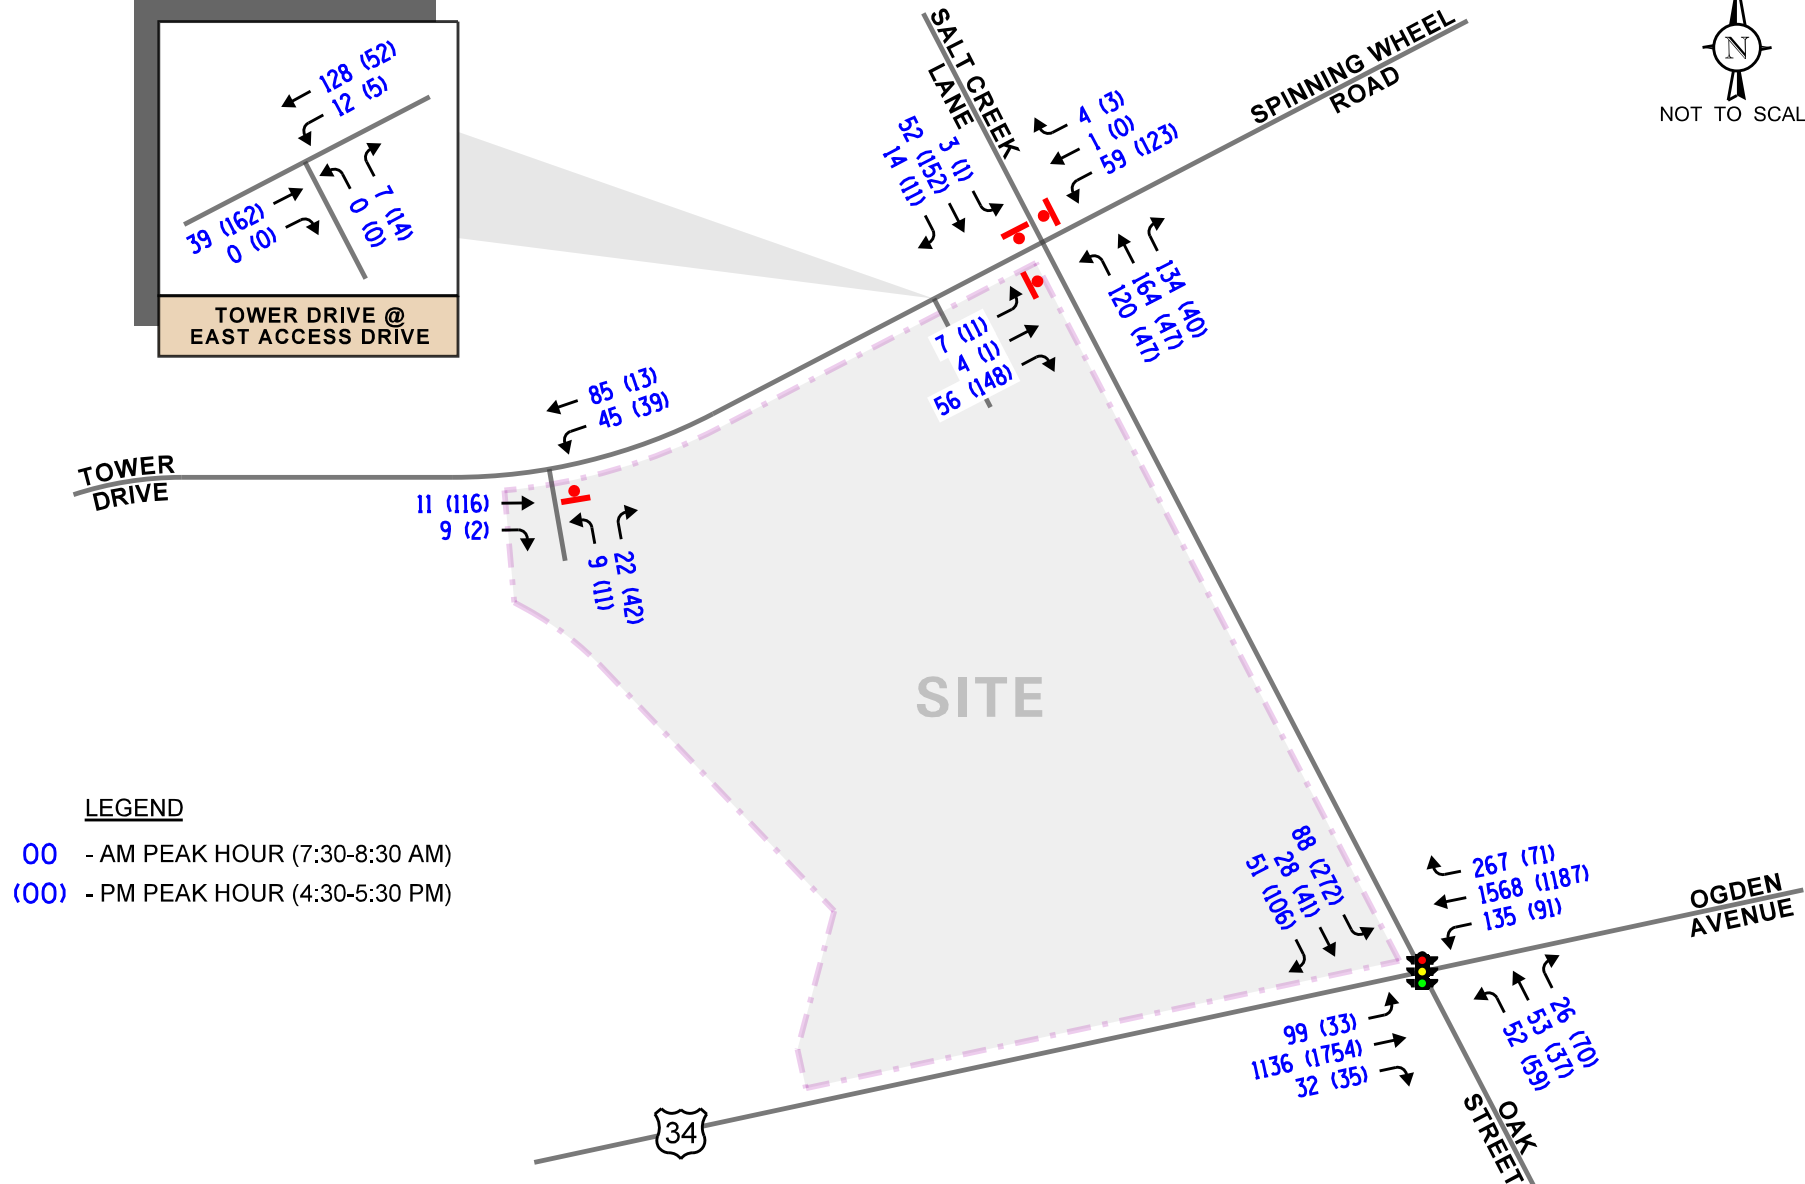 SALT CREEK
LANE
SPINNING WHEEL
ROAD
N
NOT TO SCAL
128 (52)
12 (5)
39 (162)
0 (0)
7 (14)
0 (0)
TOWER DRIVE @
EAST ACCESS DRIVE
3 (1)
52 (152)
14 (11)
4 (3)
1 (0)
59 (123)
134 (40)
164 (47)
120 (47)
7 (11)
4 (1)
56 (148)
85 (13)
45 (39)
TOWER
DRIVE
11 (116)
9 (2)
22 (42)
9 (11)
SITE
LEGEND
00 - AM PEAK HOUR (7:30-8:30 AM)
(00) - PM PEAK HOUR (4:30-5:30 PM)
88 (272)
28 (41)
51 (106)
267 (71)
1568 (1187)
135 (91)
OGDEN
AVENUE
99 (33)
1136 (1754)
32 (35)
26 (70)
53 (37)
52 (59)
34
OAK
STREET